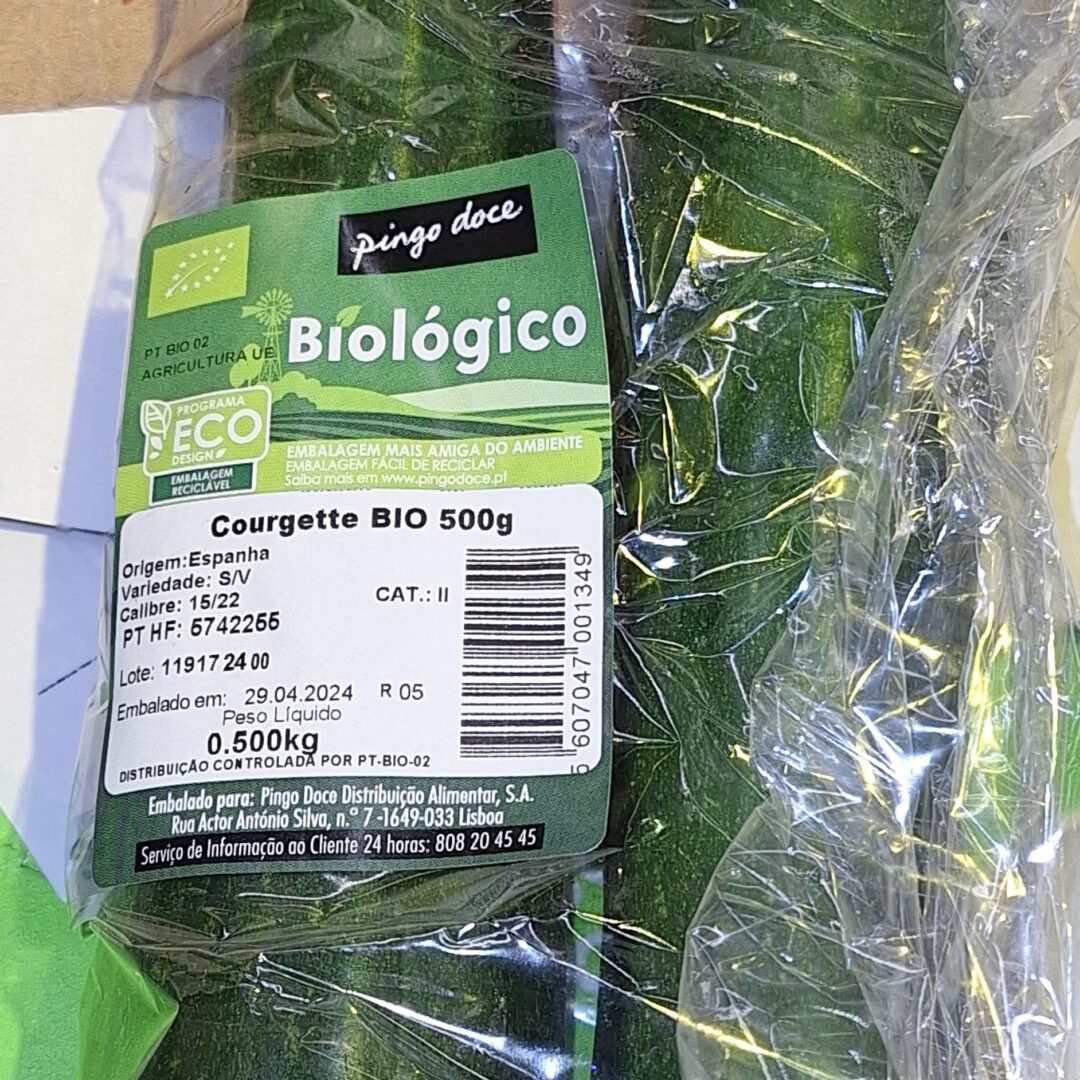 pingo doce
Biológico
PT BIO 02
AGRICULTURA UE
PROGRAMA
ECO
DESIGN
EMBALAGEM
RECICLÁVEL
EMBALAGEM MAIS AMIGA DO AMBIENTE
EMBALAGEM FÁCIL DE RECICLAR
Saiba mais em www.pingodoce.pt
Courgette BIO 500g
Origem:Espanha
Variedade: S/V
Calibre: 15/22
CAT.: II
PT HF: 5742255
Lote: 11917 24 00
Embalado em: 29.04.2024 R 05
Peso Líquido
0.500kg
DISTRIBUIÇÃO CONTROLADA POR PT-BIO-02
5 607047 001349
Embalado para: Pingo Doce Distribuição Alimentar, S.A.
Rua Actor António Silva, n.º 7 -1649-033 Lisboa
Serviço de Informação ao Cliente 24 horas: 808 20 45 45